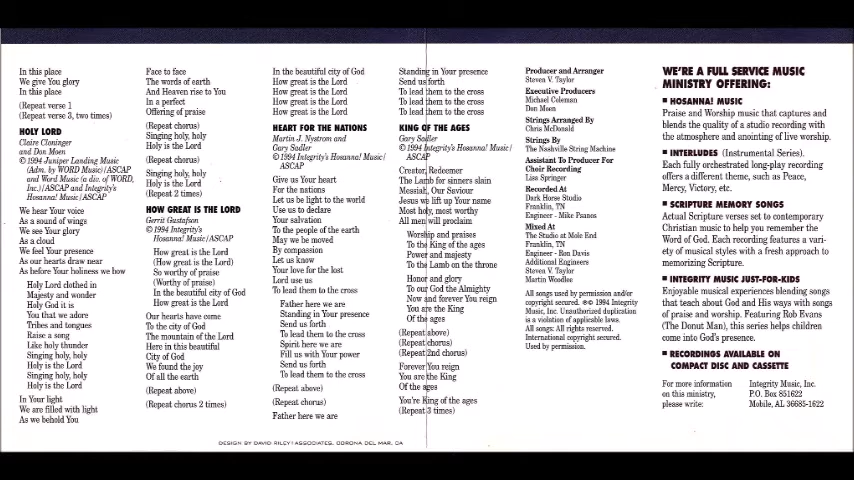 In this place
We give You glory
In this place
(Repeat verse 1
(Repeat verse 3, two times)
HOLY LORD
Claire Cloninger
and Don Moen
© 1994 Juniper Landing Music
(Adm. by WORD Music)/ASCAP
and Word Music (a div. of WORD,
Inc.)/ASCAP and Integrity's
Hosanna! Music/ASCAP
We hear Your voice
As a sound of wings
We see Your glory
As a cloud
We feel Your presence
As our hearts draw near
As before Your holiness we bow
Holy Lord clothed in
Majesty and wonder
Holy God it is
You that we adore
Tribes and tongues
Raise a song
Like holy thunder
Singing holy, holy
Holy is the Lord
Singing holy, holy
Holy is the Lord
In Your light
We are filled with light
As we behold You
Face to face
The words of earth
And Heaven rise to You
In a perfect
Offering of praise
(Repeat chorus)
Singing holy, holy
Holy is the Lord
(Repeat chorus)
Singing holy, holy
Holy is the Lord
(Repeat 2 times)
HOW GREAT IS THE LORD
Gerrit Gustafson
© 1994 Integrity's
Hosanna! Music/ASCAP
How great is the Lord
(How great is the Lord)
So worthy of praise
(Worthy of praise)
In the beautiful city of God
How great is the Lord
Our hearts have come
To the city of God
The mountain of the Lord
Here in this beautiful
City of God
We found the joy
Of all the earth
(Repeat above)
(Repeat chorus 2 times)
In the beautiful city of God
How great is the Lord
How great is the Lord
How great is the Lord
How great is the Lord
HEART FOR THE NATIONS
Martin J. Nystrom and
Gary Sadler
© 1994 Integrity's Hosanna! Music/
ASCAP
Give us Your heart
For the nations
Let us be light to the world
Use us to declare
Your salvation
To the people of the earth
May we be moved
By compassion
Let us know
Your love for the lost
Lord use us
To lead them to the cross
Father here we are
Standing in Your presence
Send us forth
To lead them to the cross
Spirit here we are
Fill us with Your power
Send us forth
To lead them to the cross
(Repeat above)
(Repeat chorus)
Father here we are
Standing in Your presence
Send us forth
To lead them to the cross
To lead them to the cross
To lead them to the cross
KING OF THE AGES
Gary Sadler
© 1994 Integrity's Hosanna! Music/
ASCAP
Creator, Redeemer
The Lamb for sinners slain
Messiah, Our Saviour
Jesus we lift up Your name
Most holy, most worthy
All men will proclaim
Worship and praises
To the King of the ages
Power and majesty
To the Lamb on the throne
Honor and glory
To our God the Almighty
Now and forever You reign
You are the King
Of the ages
(Repeat above)
(Repeat chorus)
(Repeat 2nd chorus)
Forever You reign
You are the King
Of the ages
You're King of the ages
(Repeat 3 times)
Producer and Arranger
Steven V. Taylor
Executive Producers
Michael Coleman
Don Moen
Strings Arranged By
Chris McDonald
Strings By
The Nashville String Machine
Assistant To Producer For
Choir Recording
Lisa Springer
Recorded At
Dark Horse Studio
Franklin, TN
Engineer - Mike Psanos
Mixed At
The Studio at Mole End
Franklin, TN
Engineer - Ron Davis
Additional Engineers
Steven V. Taylor
Martin Woodlee
All songs used by permission and/or
copyright secured. ℗© 1994 Integrity
Music, Inc. Unauthorized duplication
is a violation of applicable laws.
All songs: All rights reserved.
International copyright secured.
Used by permission.
WE'RE A FULL SERVICE MUSIC
MINISTRY OFFERING:
■ HOSANNA! MUSIC
Praise and Worship music that captures and
blends the quality of a studio recording with
the atmosphere and anointing of live worship.
■ INTERLUDES (Instrumental Series).
Each fully orchestrated long-play recording
offers a different theme, such as Peace,
Mercy, Victory, etc.
■ SCRIPTURE MEMORY SONGS
Actual Scripture verses set to contemporary
Christian music to help you remember the
Word of God. Each recording features a vari-
ety of musical styles with a fresh approach to
memorizing Scripture.
■ INTEGRITY MUSIC JUST-FOR-KIDS
Enjoyable musical experiences blending songs
that teach about God and His ways with songs
of praise and worship. Featuring Rob Evans
(The Donut Man), this series helps children
come into God's presence.
■ RECORDINGS AVAILABLE ON
COMPACT DISC AND CASSETTE
For more information
on this ministry,
please write:
Integrity Music, Inc.
P.O. Box 851622
Mobile, AL 36685-1622
DESIGN BY DAVID RILEY/ASSOCIATES, CORONA DEL MAR, CA